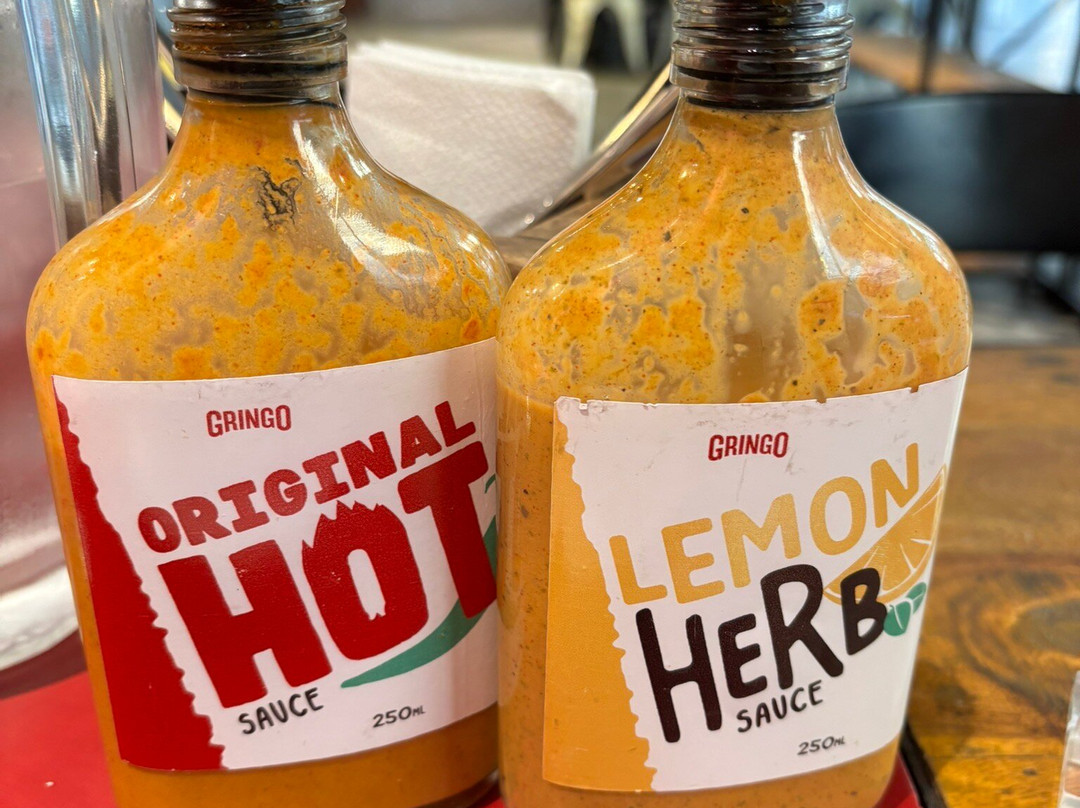 GRINGO
ORIGINAL
HOT
SAUCE
250ML
GRINGO
LEMON
HERB
SAUCE
250ML